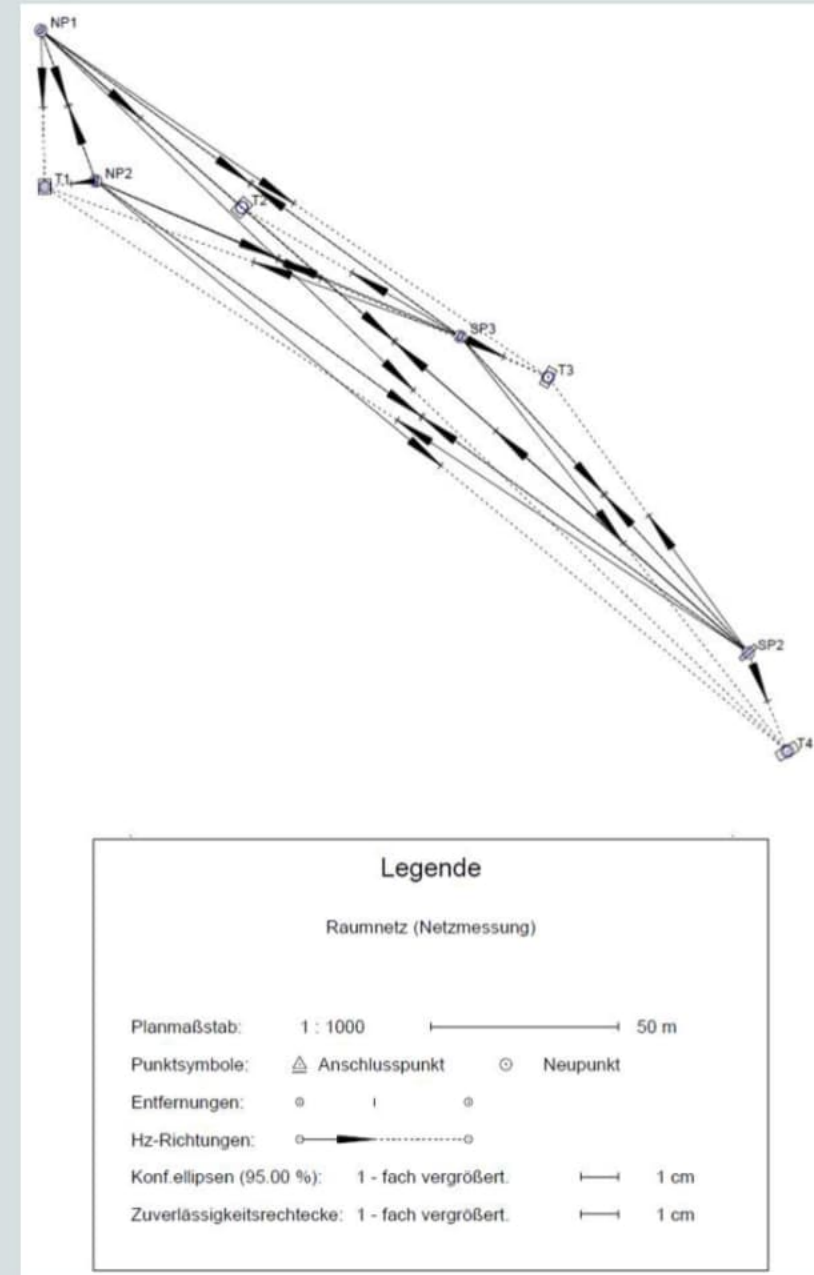 NP1
T1
NP2
T2
SP3
T3
SP2
T4
Legende
Raumnetz (Netzmessung)
Planmaßstab: 1 : 1000 50 m
Punktsymbole: Anschlusspunkt Neupunkt
Entfernungen:
Hz-Richtungen:
Konf.ellipsen (95.00 %): 1 - fach vergrößert. 1 cm
Zuverlässigkeitsrechtecke: 1 - fach vergrößert. 1 cm